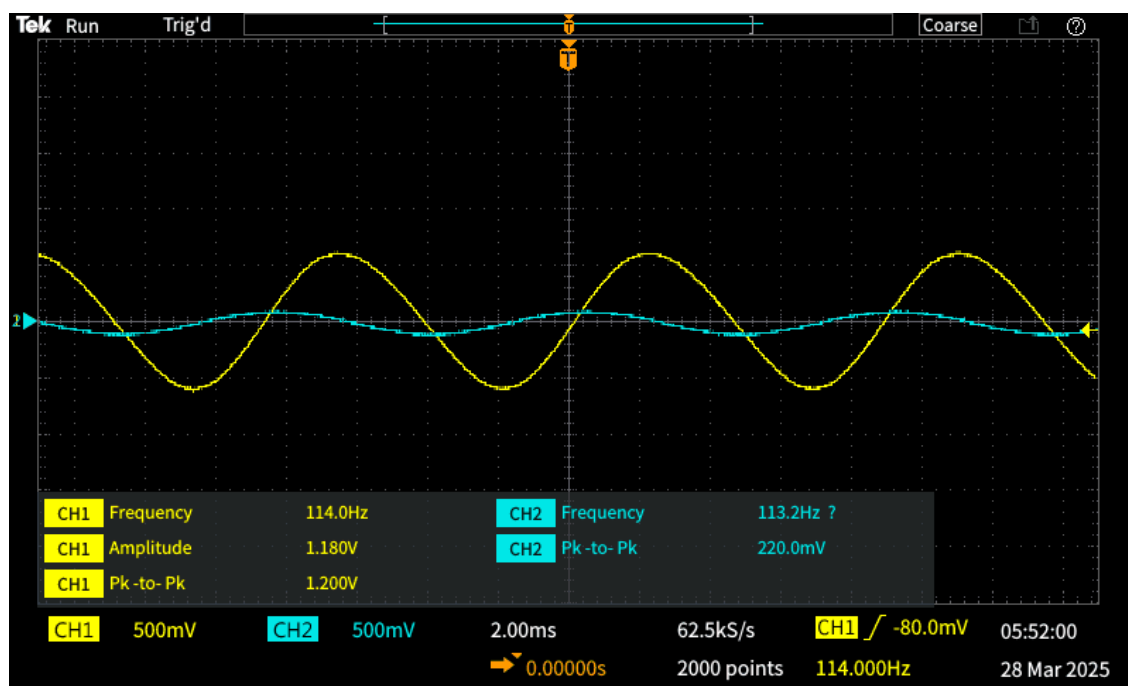 Tek Run Trig'd Coarse ?
T
T
2
CH1 Frequency 114.0Hz CH2 Frequency 113.2Hz ?
CH1 Amplitude 1.180V CH2 Pk-to-Pk 220.0mV
CH1 Pk-to-Pk 1.200V
CH1 500mV CH2 500mV 2.00ms 62.5kS/s CH1 -80.0mV 05:52:00
0.00000s 2000 points 114.000Hz 28 Mar 2025